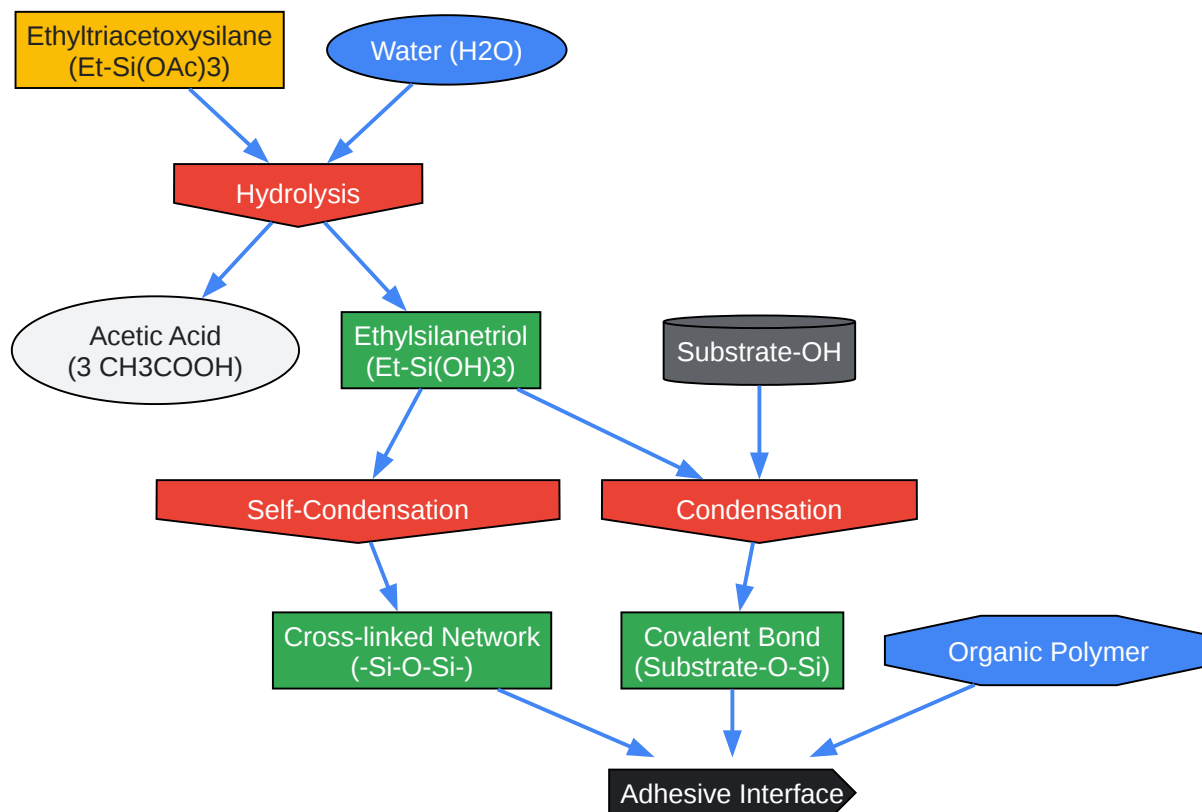 Ethyltriacetoxysilane
(Et-Si(OAc)3)
Water (H2O)
Hydrolysis
Acetic Acid
(3 CH3COOH)
Ethylsilanetriol
(Et-Si(OH)3)
Substrate-OH
Self-Condensation
Condensation
Cross-linked Network
(-Si-O-Si-)
Covalent Bond
(Substrate-O-Si)
Organic Polymer
Adhesive Interface